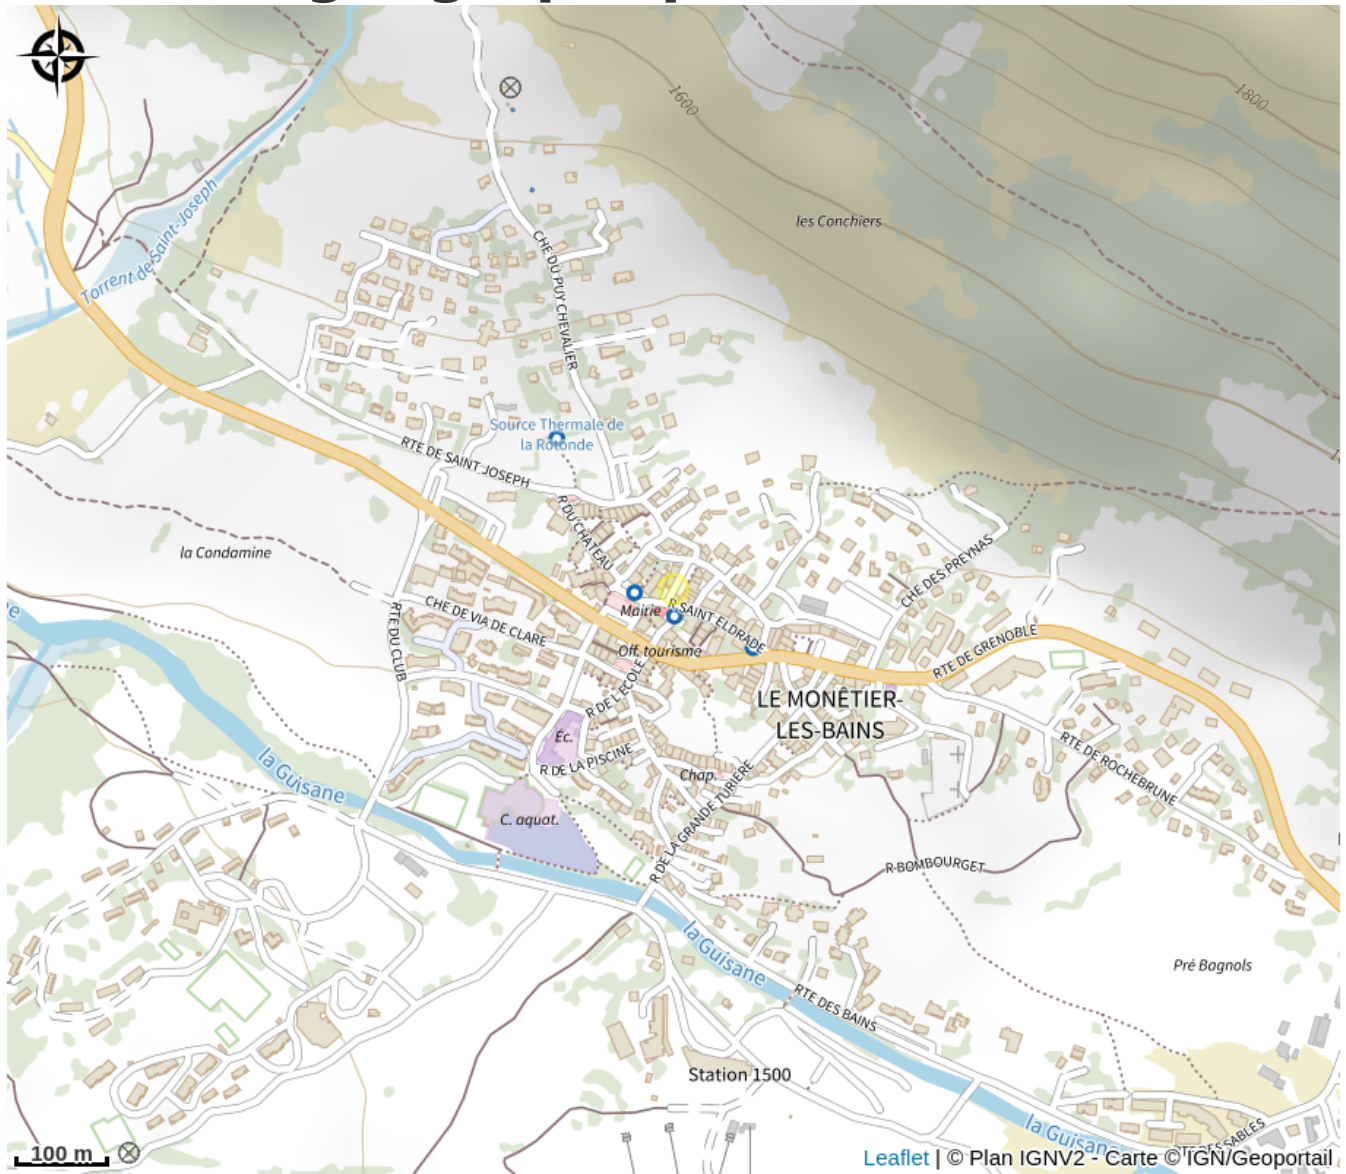 1600
1800
les Conchiers
Torrent de Saint-Joseph
CHE DU PUY CHEVALIER
Source Thermale de
la Rotonde
RTE DE SAINT JOSEPH
R DU CHATEAU
la Condamine
CHE DES PREYNAS
RTE DU CLUB
CHE DE VIA DE CLARE
Mairie
R SAINT ELDRADE
Off. tourisme
RTE DE GRENOBLE
R DE L'ECOLE
LE MONÊTIER-
LES-BAINS
Éc.
R DE LA PISCINE
Chap.
RTE DE ROCHEBRUNE
la Guisane
C. aquat.
R DE LA GRANDE TURIERE
R BOMBOURGET
la Guisane
Pré Bagnols
RTE DES BAINS
Station 1500
la Guisane
100 m
Leaflet | © Plan IGNV2 - Carte © IGN/Geoportail